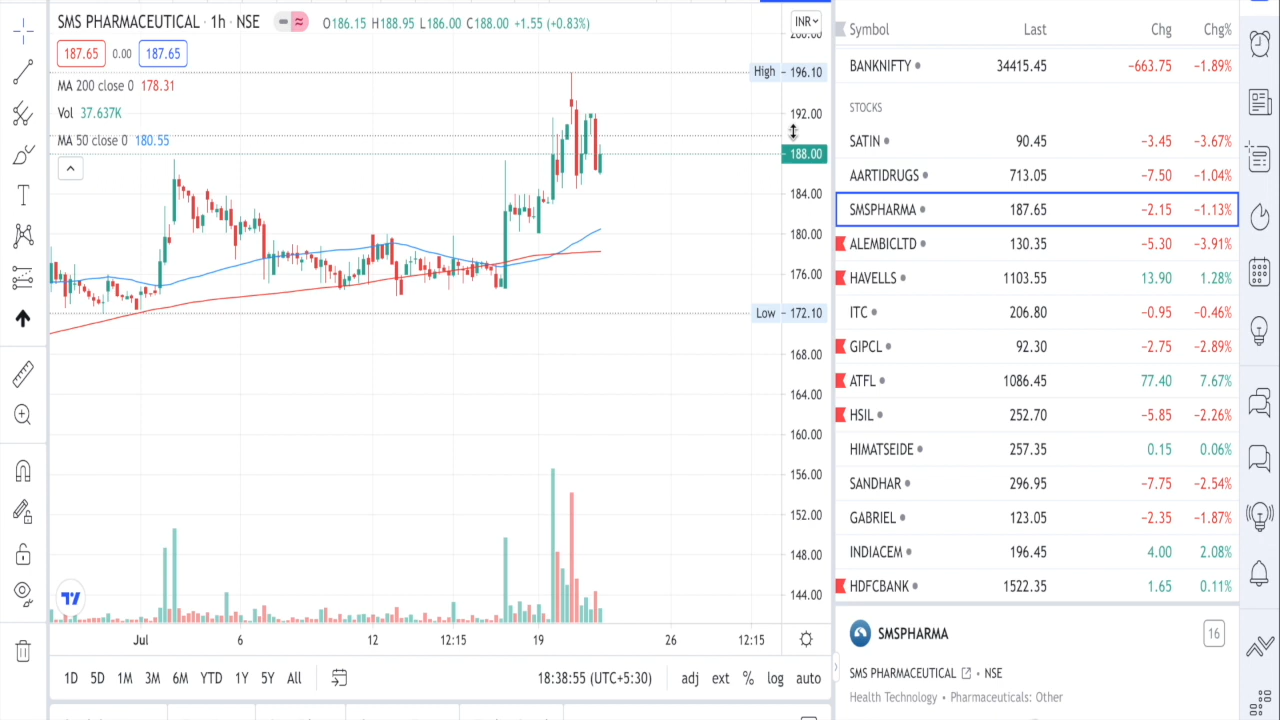 SMS PHARMACEUTICAL · 1h · NSE O186.15 H188.95 L186.00 C188.00 +1.55 (+0.83%)
INR
187.65 0.00 187.65
MA 200 close 0 178.31
Vol 37.637K
MA 50 close 0 180.55
High 196.10
192.00
188.00
184.00
180.00
176.00
Low 172.10
168.00
164.00
160.00
156.00
152.00
148.00
144.00
Jul 6 12 12:15 19 26 12:15
1D 5D 1M 3M 6M YTD 1Y 5Y All 18:38:55 (UTC+5:30) adj ext % log auto
Symbol Last Chg Chg%
BANKNIFTY 34415.45 −663.75 −1.89%
STOCKS
SATIN 90.45 −3.45 −3.67%
AARTIDRUGS 713.05 −7.50 −1.04%
SMSPHARMA 187.65 −2.15 −1.13%
ALEMBICLTD 130.35 −5.30 −3.91%
HAVELLS 1103.55 13.90 1.28%
ITC 206.80 −0.95 −0.46%
GIPCL 92.30 −2.75 −2.89%
ATFL 1086.45 77.40 7.67%
HSIL 252.70 −5.85 −2.26%
HIMATSEIDE 257.35 0.15 0.06%
SANDHAR 296.95 −7.75 −2.54%
GABRIEL 123.05 −2.35 −1.87%
INDIACEM 196.45 4.00 2.08%
HDFCBANK 1522.35 1.65 0.11%
SMSPHARMA 16
SMS PHARMACEUTICAL • NSE
Health Technology • Pharmaceuticals: Other